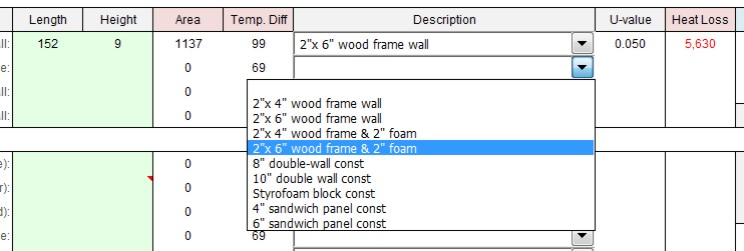 Length Height Area Temp. Diff Description U-value Heat Loss
ll: 152 9 1137 99 2"x 6" wood frame wall 0.050 5,630
e: 0 69
ll: 0
ll: 0
2"x 4" wood frame wall
2"x 6" wood frame wall
2"x 4" wood frame & 2" foam
2"x 6" wood frame & 2" foam
8" double-wall const
10" double wall const
Styrofoam block const
4" sandwich panel const
6" sandwich panel const
e): 0
r): 0
d): 0
e: 0 69